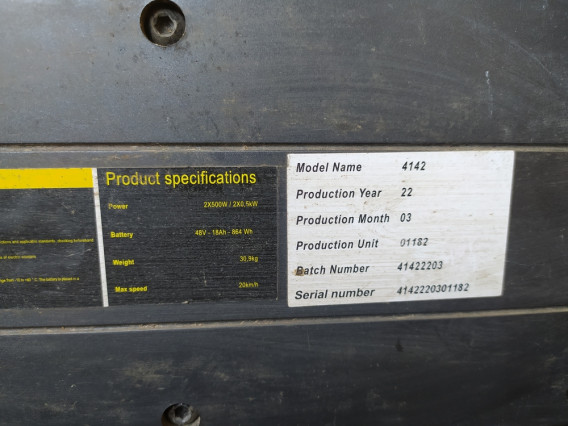 Product specifications
Power 2X500W / 2X0,5kW
Battery 48V - 18Ah - 864 Wh
Weight 30,9kg
Max speed 20km/h
Model Name 4142
Production Year 22
Production Month 03
Production Unit 01182
Batch Number 41422203
Serial number 4142220301182